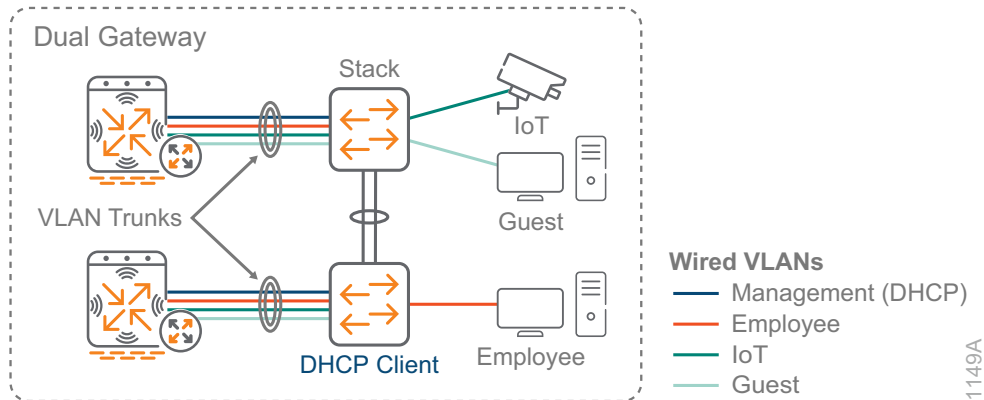 Dual Gateway
Stack
IoT
VLAN Trunks
Guest
DHCP Client
Employee
Wired VLANs
Management (DHCP)
Employee
IoT
Guest
1149A